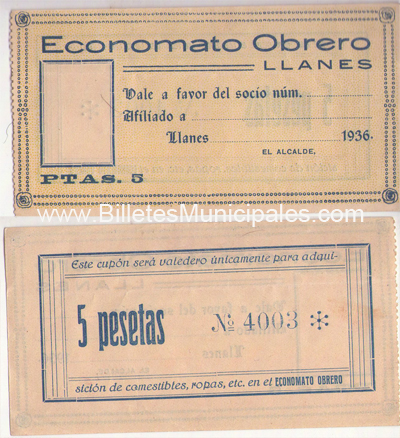 Economato Obrero
LLANES
Vale a favor del socio núm.
Afiliado a
Llanes 1936.
EL ALCALDE,
PTAS. 5
www.BilletesMunicipales.com
Este cupón será valedero únicamente para adqui-
5 pesetas
Nº 4003
sición de comestibles, ropas, etc. en el ECONOMATO OBRERO